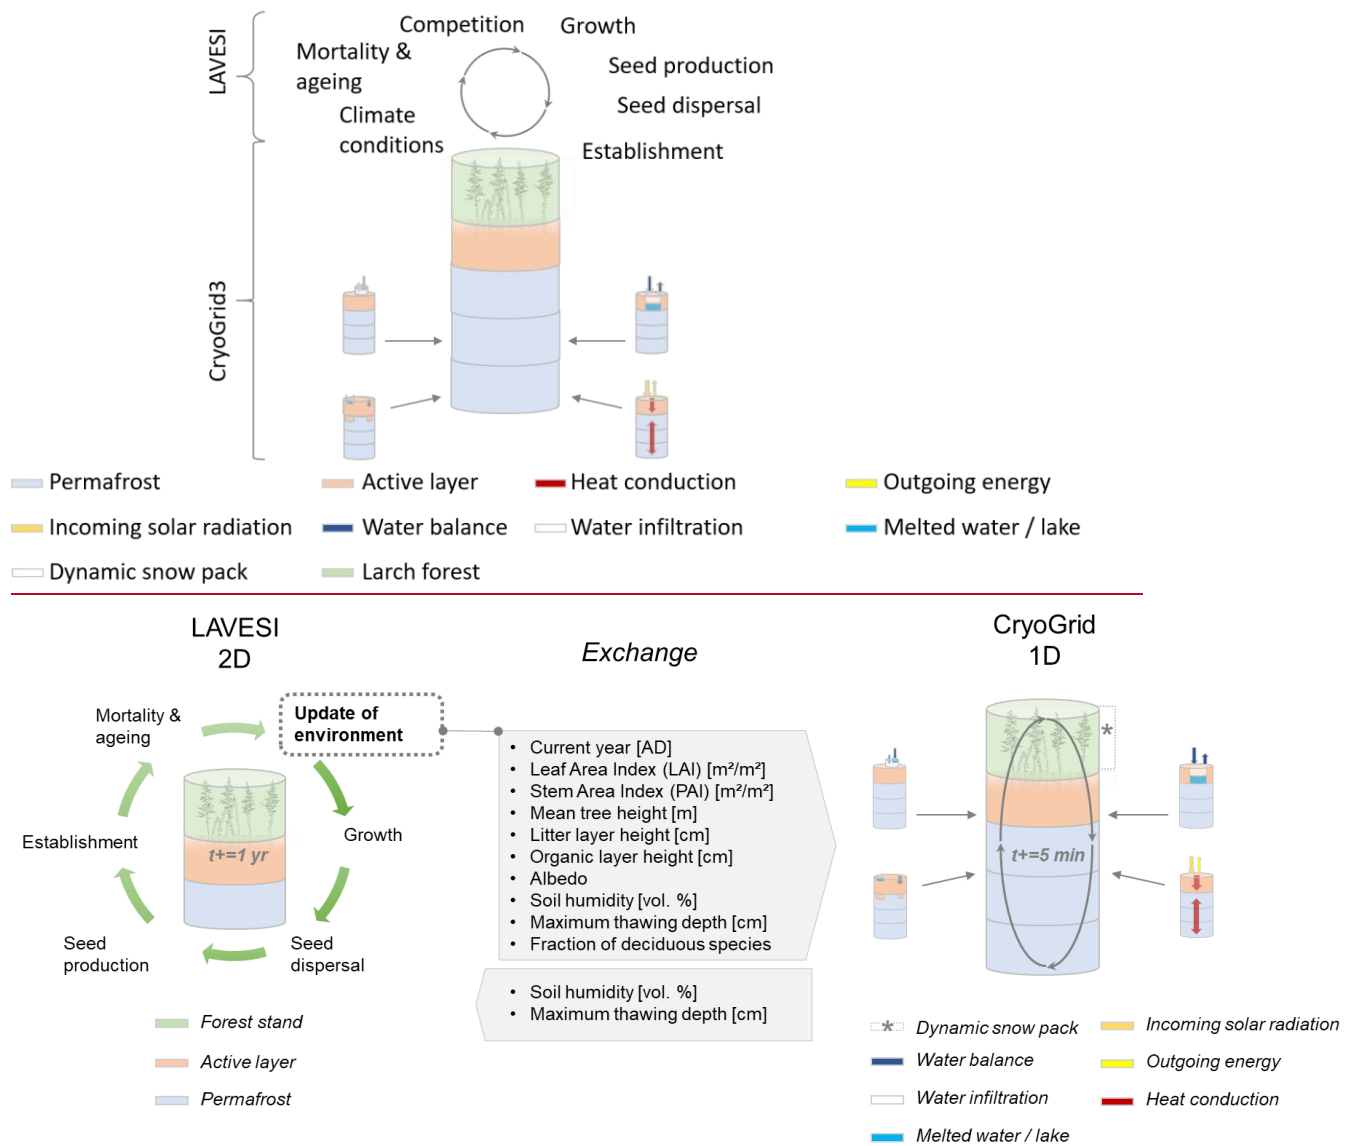 LAVESI
Competition
Growth
Mortality &
ageing
Seed production
Seed dispersal
Climate
conditions
Establishment
CryoGrid3
Permafrost
Active layer
Heat conduction
Outgoing energy
Incoming solar radiation
Water balance
Water infiltration
Melted water / lake
Dynamic snow pack
Larch forest
LAVESI
2D
Exchange
CryoGrid
1D
Mortality &
ageing
Update of
environment
Growth
Seed
dispersal
Seed
production
Establishment
t+=1 yr
• Current year [AD]
• Leaf Area Index (LAI) [m²/m²]
• Stem Area Index (PAI) [m²/m²]
• Mean tree height [m]
• Litter layer height [cm]
• Organic layer height [cm]
• Albedo
• Soil humidity [vol. %]
• Maximum thawing depth [cm]
• Fraction of deciduous species
• Soil humidity [vol. %]
• Maximum thawing depth [cm]
*
t+=5 min
Forest stand
Active layer
Permafrost
* Dynamic snow pack
Incoming solar radiation
Water balance
Outgoing energy
Water infiltration
Heat conduction
Melted water / lake